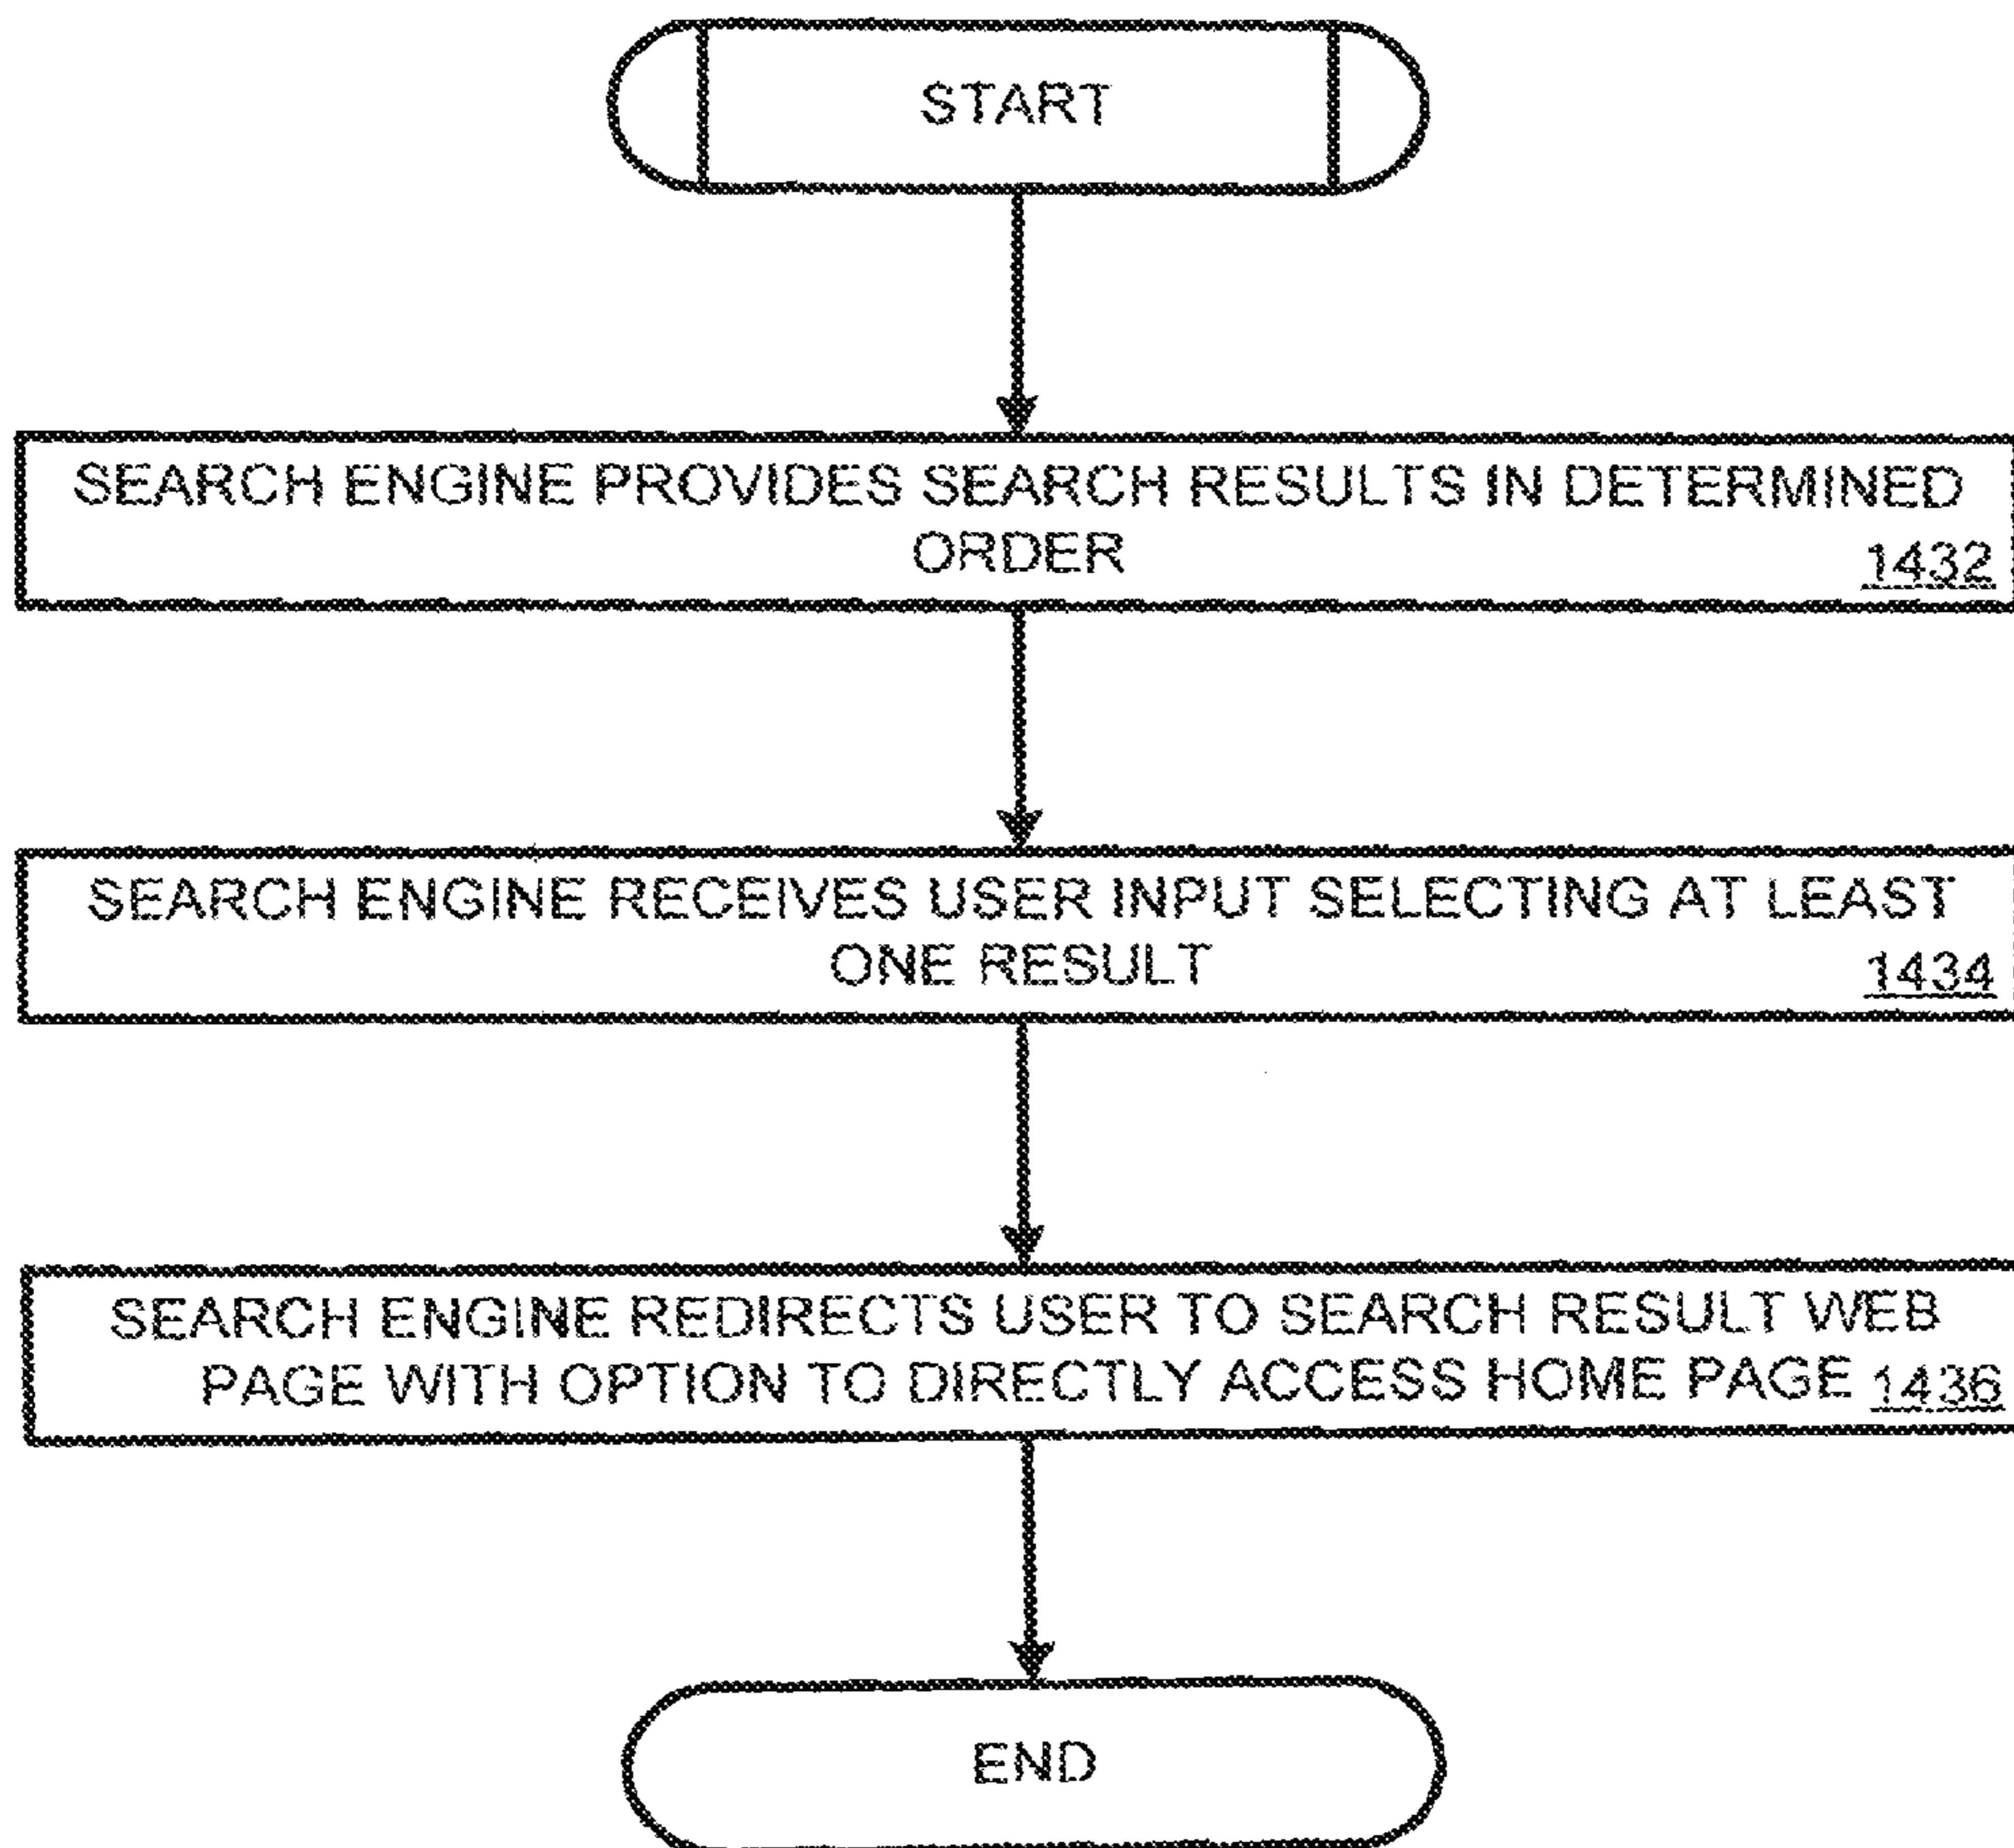 START
SEARCH ENGINE PROVIDES SEARCH RESULTS IN DETERMINED
ORDER
1432
SEARCH ENGINE RECEIVES USER INPUT SELECTING AT LEAST
ONE RESULT
1434
SEARCH ENGINE REDIRECTS USER TO SEARCH RESULT WEB
PAGE WITH OPTION TO DIRECTLY ACCESS HOME PAGE 1436
END